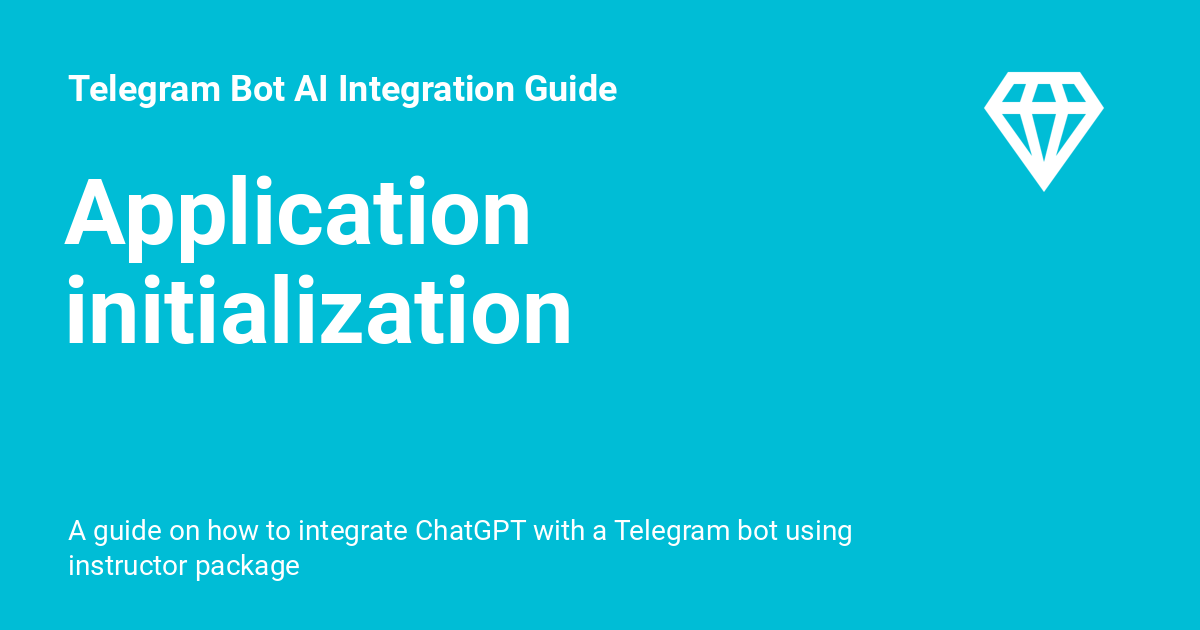 Telegram Bot AI Integration Guide
Application
initialization
A guide on how to integrate ChatGPT with a Telegram bot using
instructor package